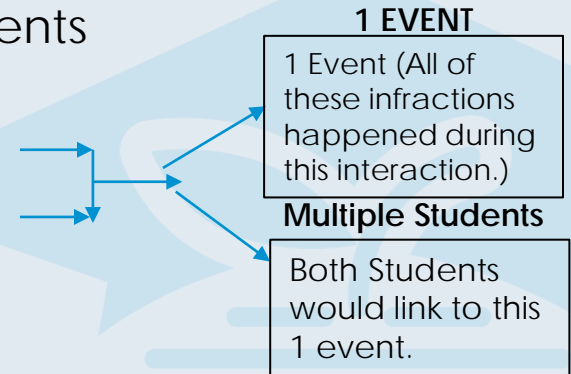 ents
1 EVENT
1 Event (All of
these infractions
happened during
this interaction.)
Multiple Students
Both Students
would link to this
1 event.